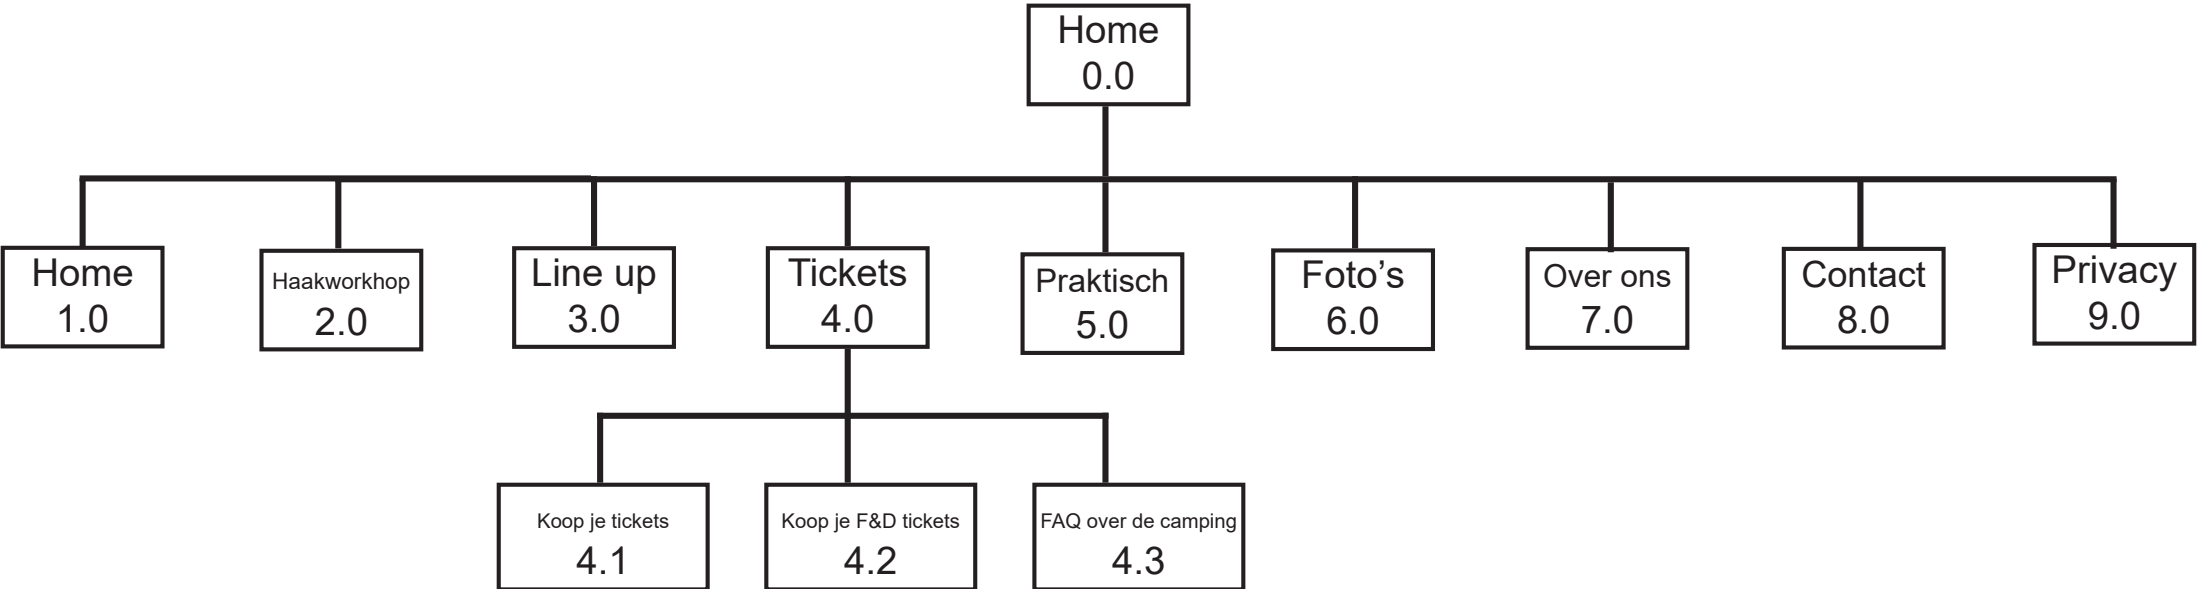 Home
0.0
Home
1.0
Haakworkhop
2.0
Line up
3.0
Tickets
4.0
Praktisch
5.0
Foto’s
6.0
Over ons
7.0
Contact
8.0
Privacy
9.0
Koop je tickets
4.1
Koop je F&D tickets
4.2
FAQ over de camping
4.3